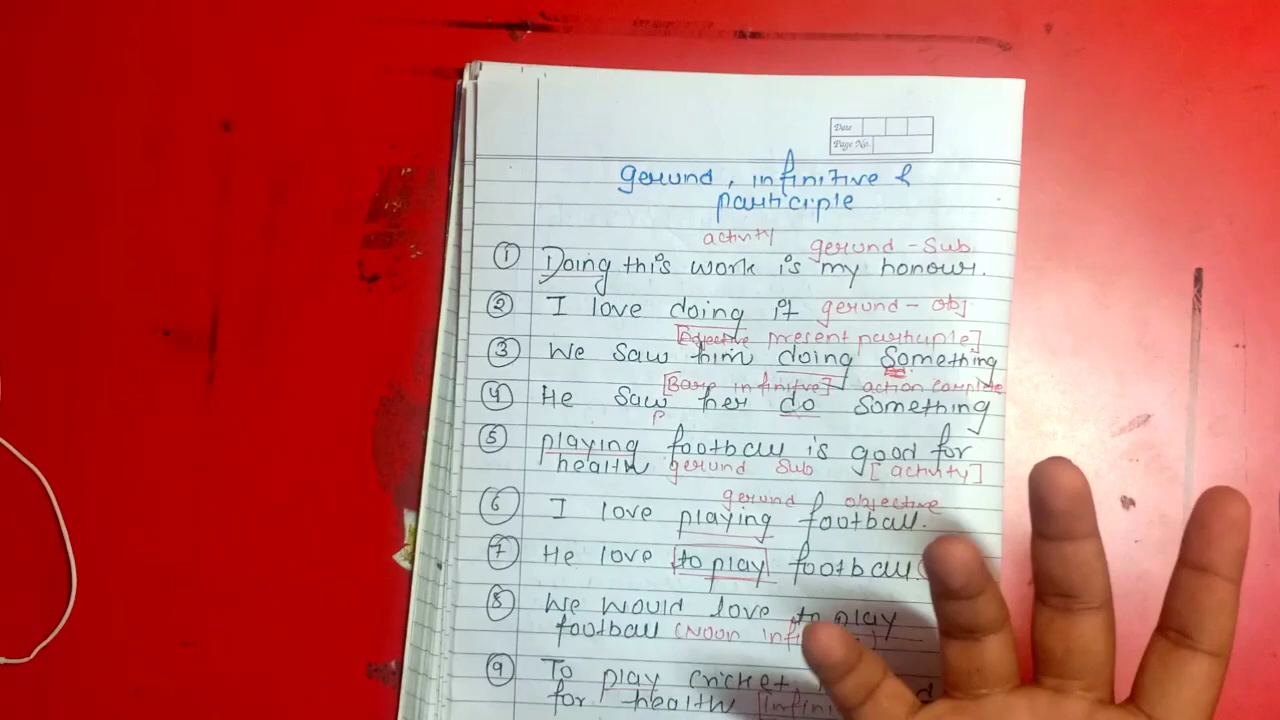 Date
Page No.
gerund, infinitive &
participle
activity gerund - Sub
① Doing this work is my honour.
② I love doing it gerund - obj
[Adjective present participle]
③ We saw him doing something
[Bare infinitve] action complete
④ He saw her do something
p
⑤ playing football is good for
health gerund sub [activity]
gerund objective
⑥ I love playing football.
⑦ He love to play football
⑧ We would love to play
football (Noun
⑨ To play cricket
for health